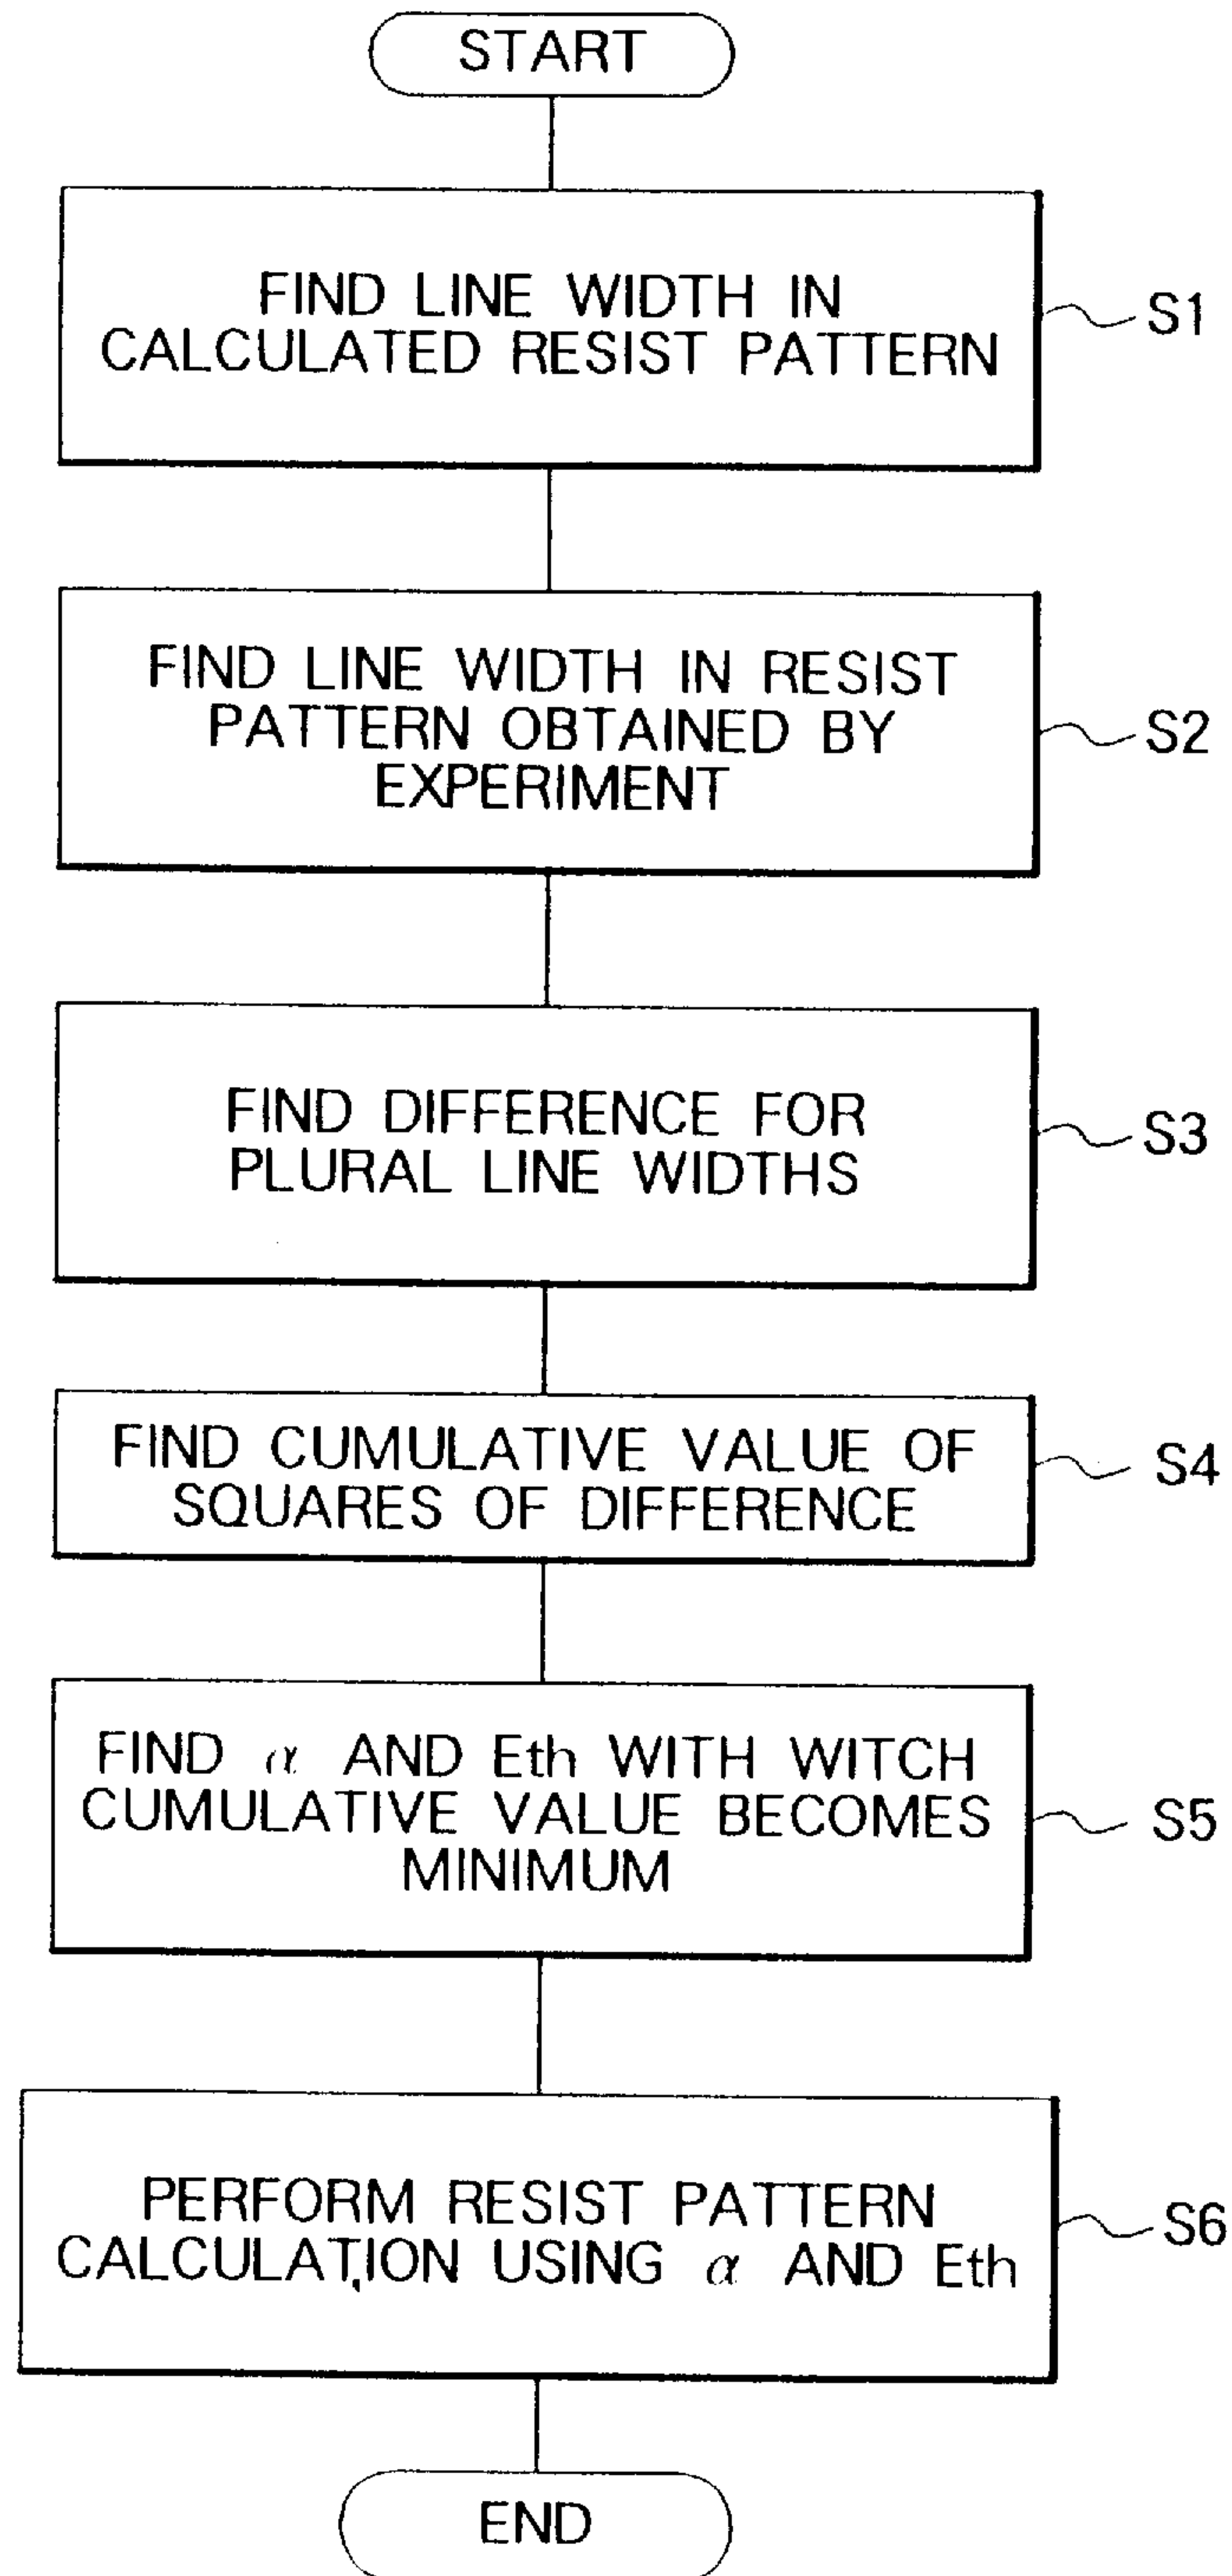 START
FIND LINE WIDTH IN
CALCULATED RESIST PATTERN
S1
FIND LINE WIDTH IN RESIST
PATTERN OBTAINED BY
EXPERIMENT
S2
FIND DIFFERENCE FOR
PLURAL LINE WIDTHS
S3
FIND CUMULATIVE VALUE OF
SQUARES OF DIFFERENCE
S4
FIND α AND Eth WITH WITCH
CUMULATIVE VALUE BECOMES
MINIMUM
S5
PERFORM RESIST PATTERN
CALCULATION USING α AND Eth
S6
END